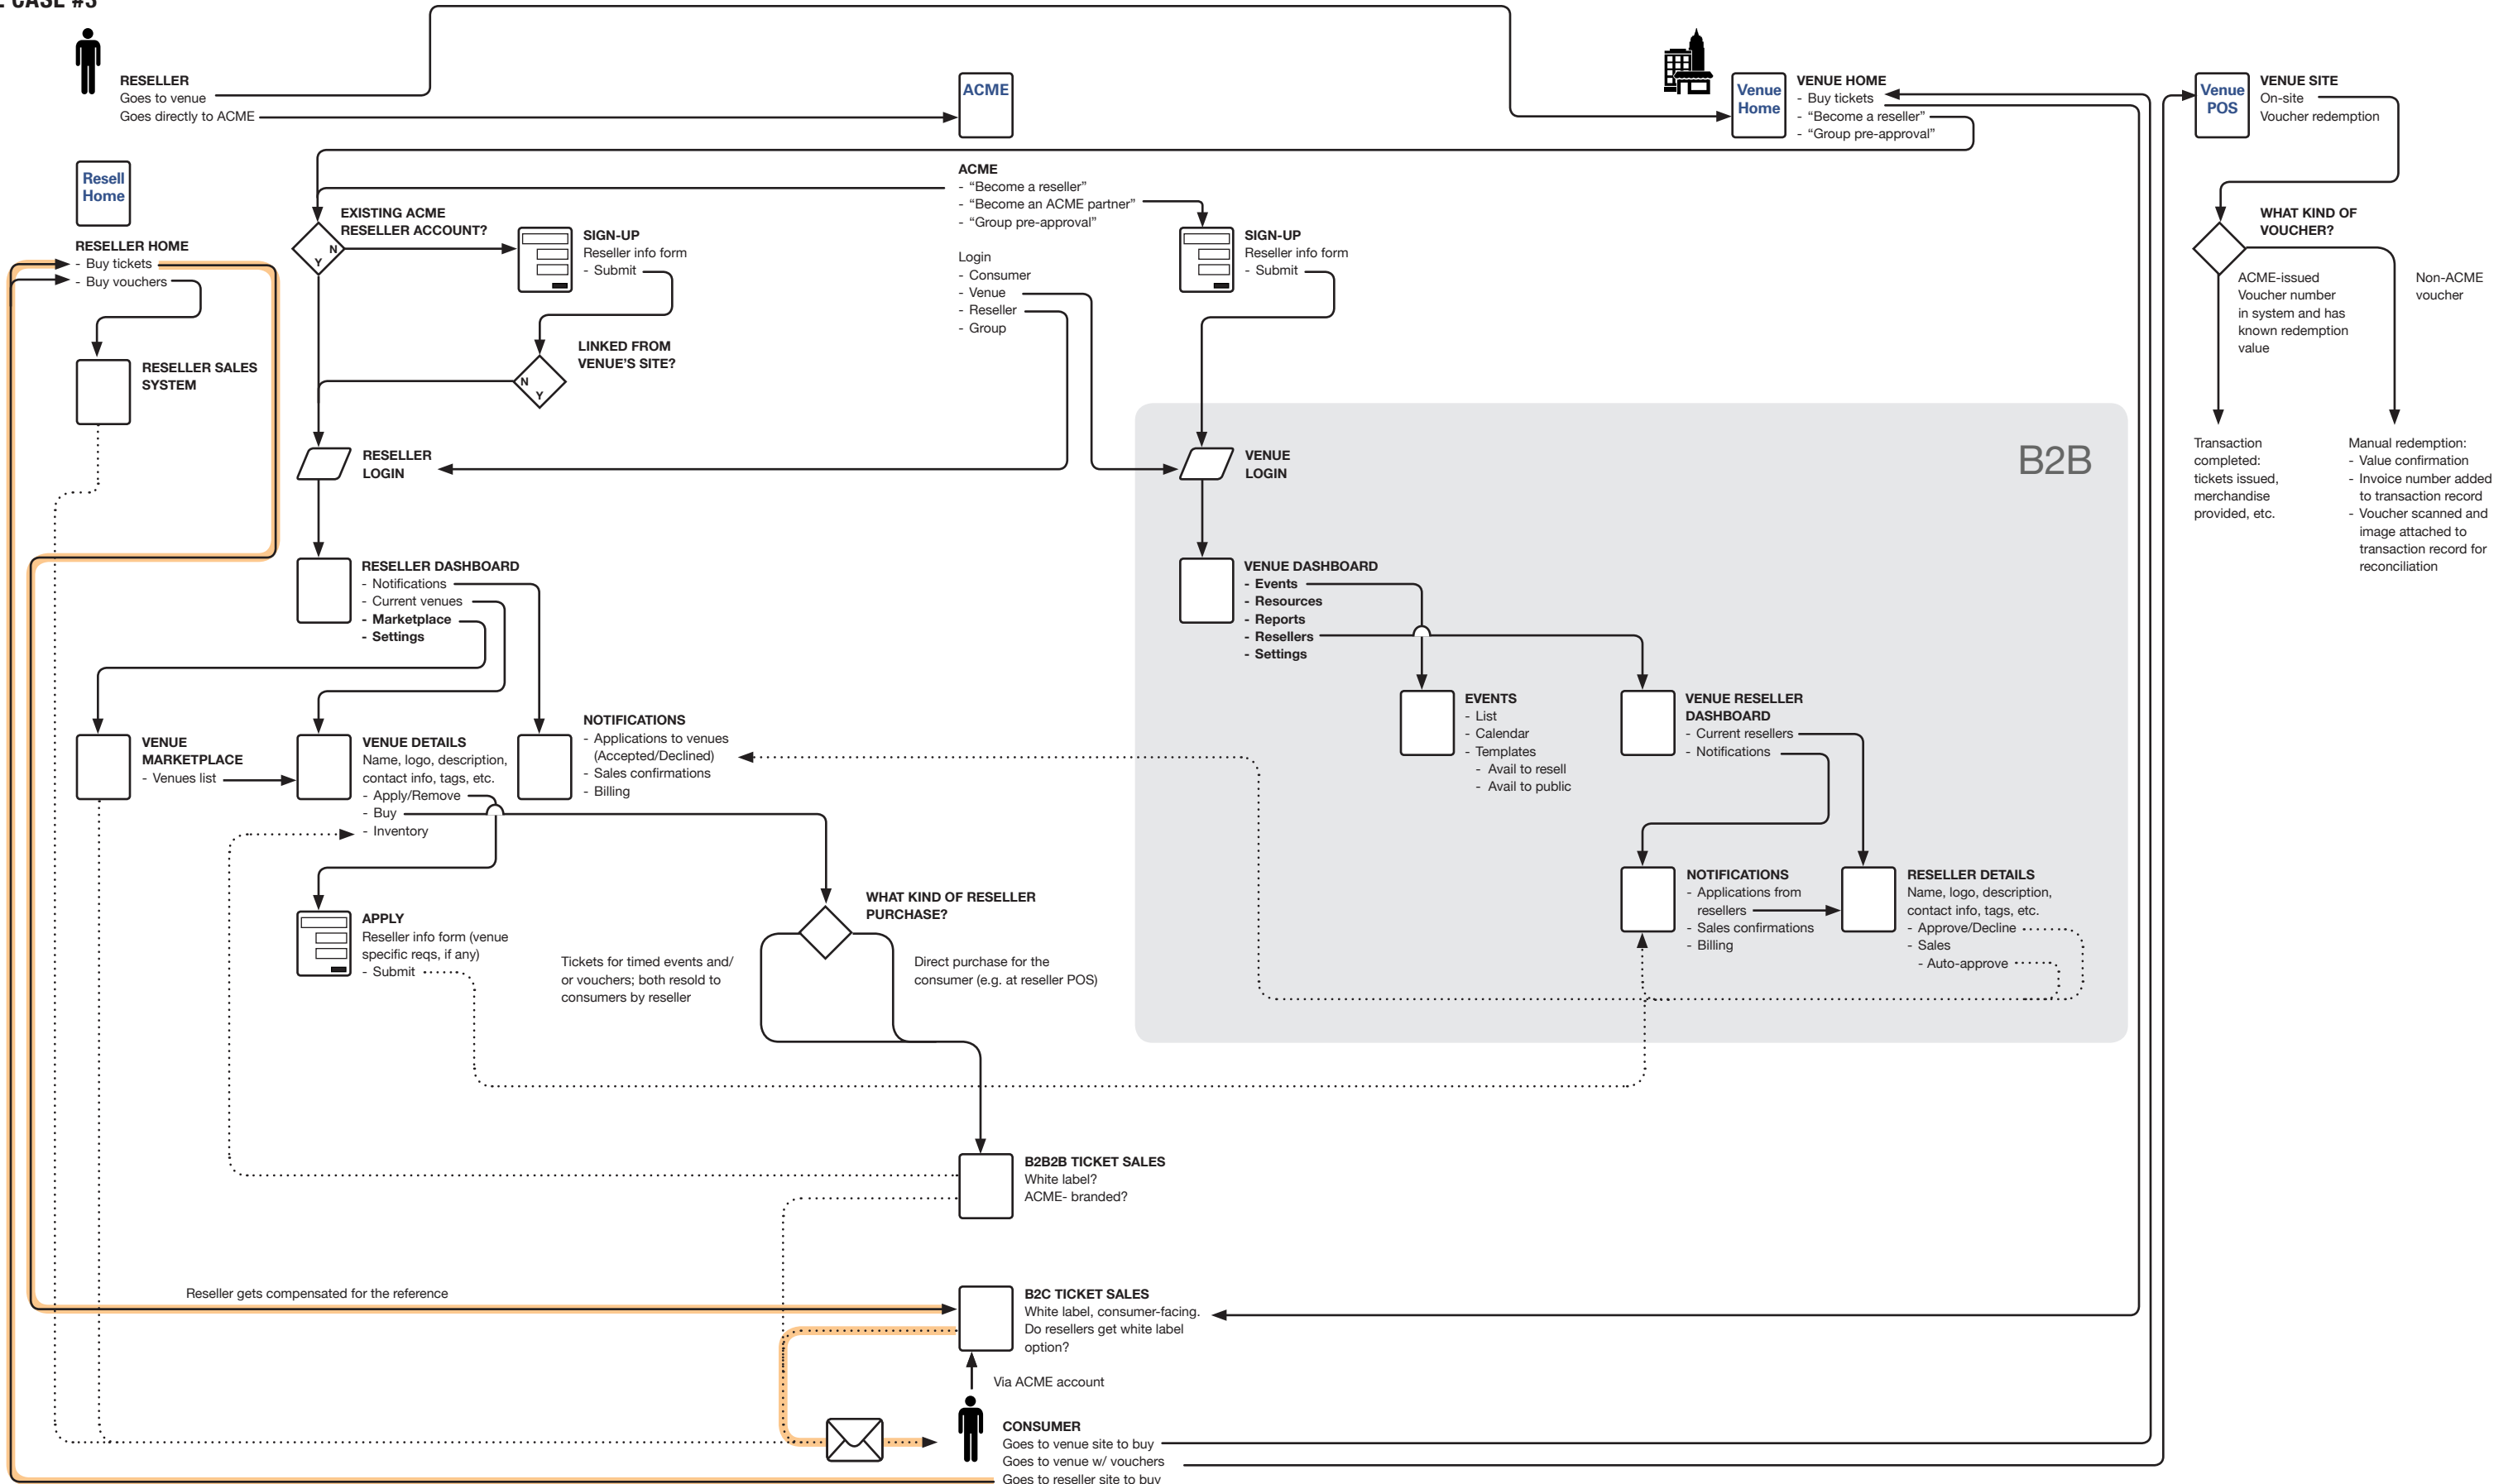 CASE #3
RESELLER
Goes to venue
Goes directly to ACME
ACME
Venue
Home
VENUE HOME
- Buy tickets
- “Become a reseller”
- “Group pre-approval”
Venue
POS
VENUE SITE
On-site
Voucher redemption
Resell
Home
RESELLER HOME
- Buy tickets
- Buy vouchers
RESELLER SALES
SYSTEM
EXISTING ACME
RESELLER ACCOUNT?
N
Y
SIGN-UP
Reseller info form
- Submit
LINKED FROM
VENUE’S SITE?
N
Y
ACME
- “Become a reseller”
- “Become an ACME partner”
- “Group pre-approval”
Login
- Consumer
- Venue
- Reseller
- Group
SIGN-UP
Reseller info form
- Submit
WHAT KIND OF
VOUCHER?
ACME-issued
Voucher number
in system and has
known redemption
value
Non-ACME
voucher
Transaction
completed:
tickets issued,
merchandise
provided, etc.
Manual redemption:
- Value confirmation
- Invoice number added
to transaction record
- Voucher scanned and
image attached to
transaction record for
reconciliation
RESELLER
LOGIN
VENUE
LOGIN
B2B
RESELLER DASHBOARD
- Notifications
- Current venues
- Marketplace
- Settings
VENUE DASHBOARD
- Events
- Resources
- Reports
- Resellers
- Settings
VENUE
MARKETPLACE
- Venues list
VENUE DETAILS
Name, logo, description,
contact info, tags, etc.
- Apply/Remove
- Buy
- Inventory
NOTIFICATIONS
- Applications to venues
(Accepted/Declined)
- Sales confirmations
- Billing
EVENTS
- List
- Calendar
- Templates
- Avail to resell
- Avail to public
VENUE RESELLER
DASHBOARD
- Current resellers
- Notifications
NOTIFICATIONS
- Applications from
resellers
- Sales confirmations
- Billing
RESELLER DETAILS
Name, logo, description,
contact info, tags, etc.
- Approve/Decline
- Sales
- Auto-approve
APPLY
Reseller info form (venue
specific reqs, if any)
- Submit
WHAT KIND OF RESELLER
PURCHASE?
Tickets for timed events and/
or vouchers; both resold to
consumers by reseller
Direct purchase for the
consumer (e.g. at reseller POS)
B2B2B TICKET SALES
White label?
ACME- branded?
Reseller gets compensated for the reference
B2C TICKET SALES
White label, consumer-facing.
Do resellers get white label
option?
Via ACME account
CONSUMER
Goes to venue site to buy
Goes to venue w/ vouchers
Goes to reseller site to buy